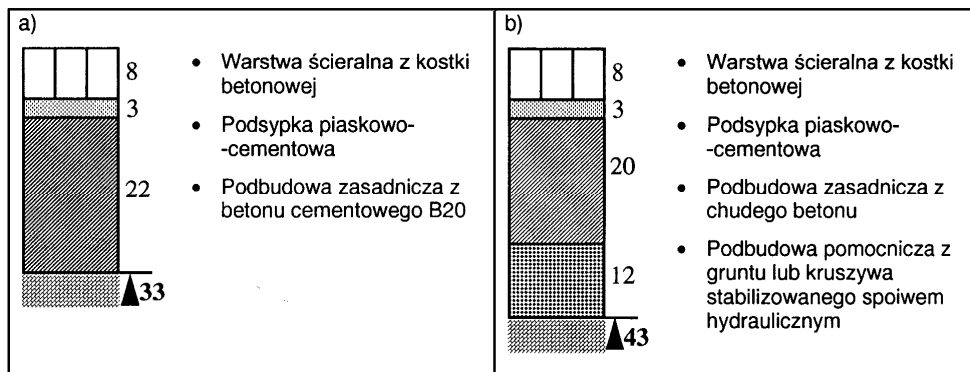 a)
8
3
22
33
• Warstwa ścieralna z kostki
betonowej
• Podsypka piaskowo-
-cementowa
• Podbudowa zasadnicza z
betonu cementowego B20
b)
8
3
20
12
43
• Warstwa ścieralna z kostki
betonowej
• Podsypka piaskowo-
-cementowa
• Podbudowa zasadnicza z
chudego betonu
• Podbudowa pomocnicza z
gruntu lub kruszywa
stabilizowanego spoiwem
hydraulicznym